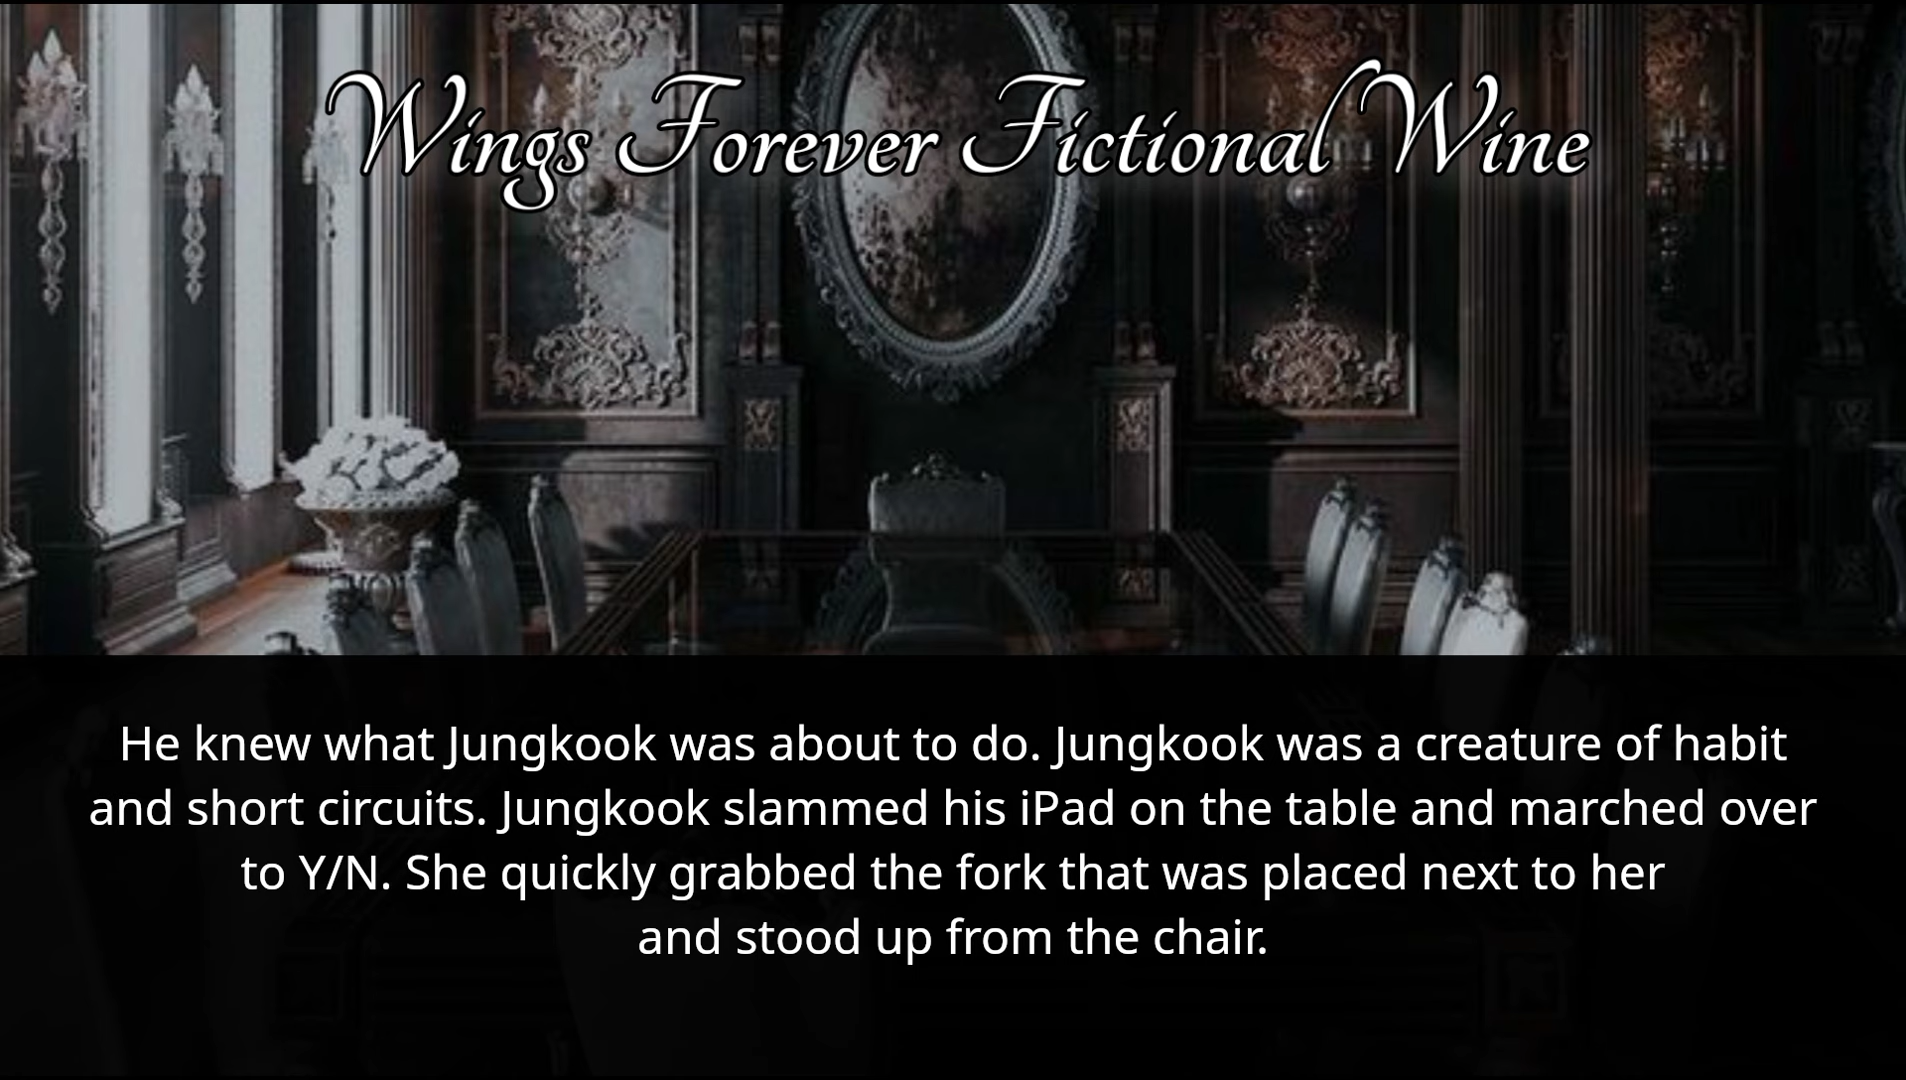 Wings Forever Fictional Wine
He knew what Jungkook was about to do. Jungkook was a creature of habit
and short circuits. Jungkook slammed his iPad on the table and marched over
to Y/N. She quickly grabbed the fork that was placed next to her
and stood up from the chair.